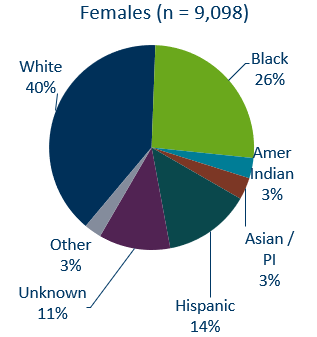 Females (n = 9,098)
White
40%
Black
26%
Amer
Indian
3%
Asian /
PI
3%
Hispanic
14%
Unknown
11%
Other
3%